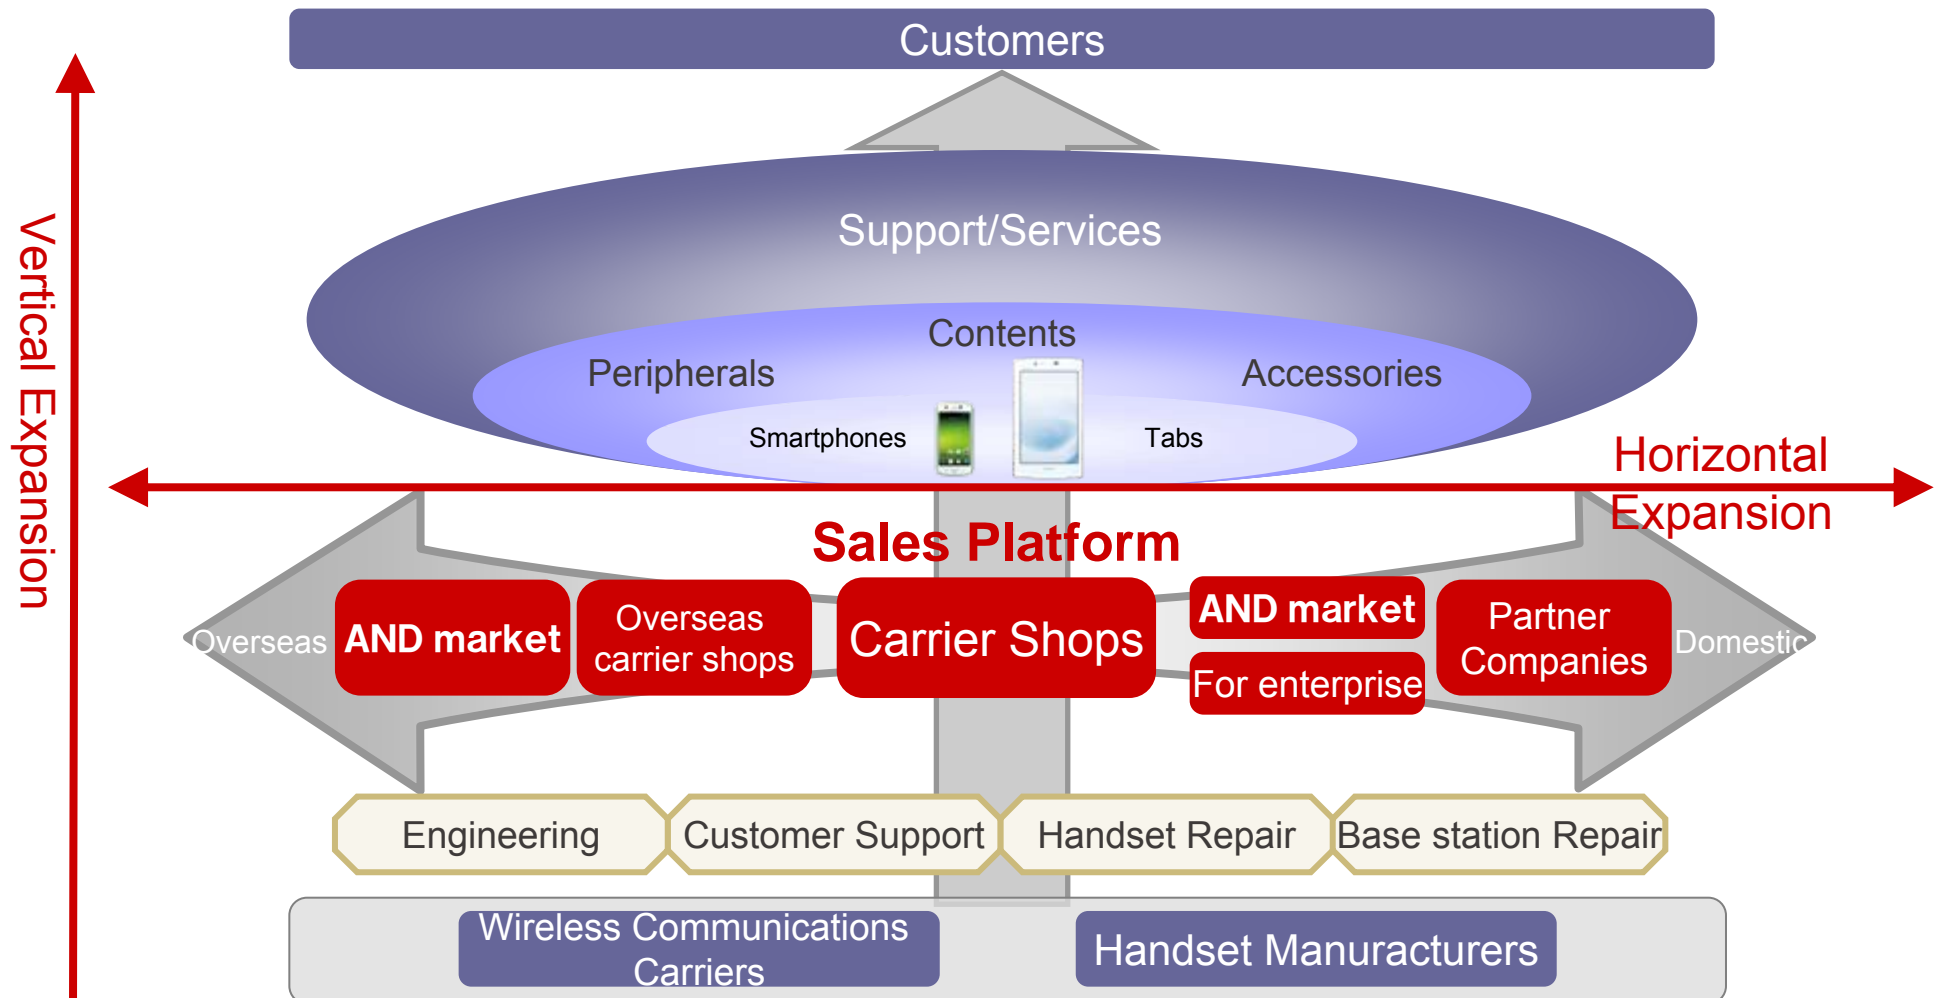 Customers
Vertical Expansion
Support/Services
Contents
Peripherals
Accessories
Smartphones
Tabs
Horizontal
Expansion
Sales Platform
Overseas
AND market
Overseas
carrier shops
Carrier Shops
AND market
For enterprise
Partner
Companies
Domestic
Engineering
Customer Support
Handset Repair
Base station Repair
Wireless Communications
Carriers
Handset Manuracturers